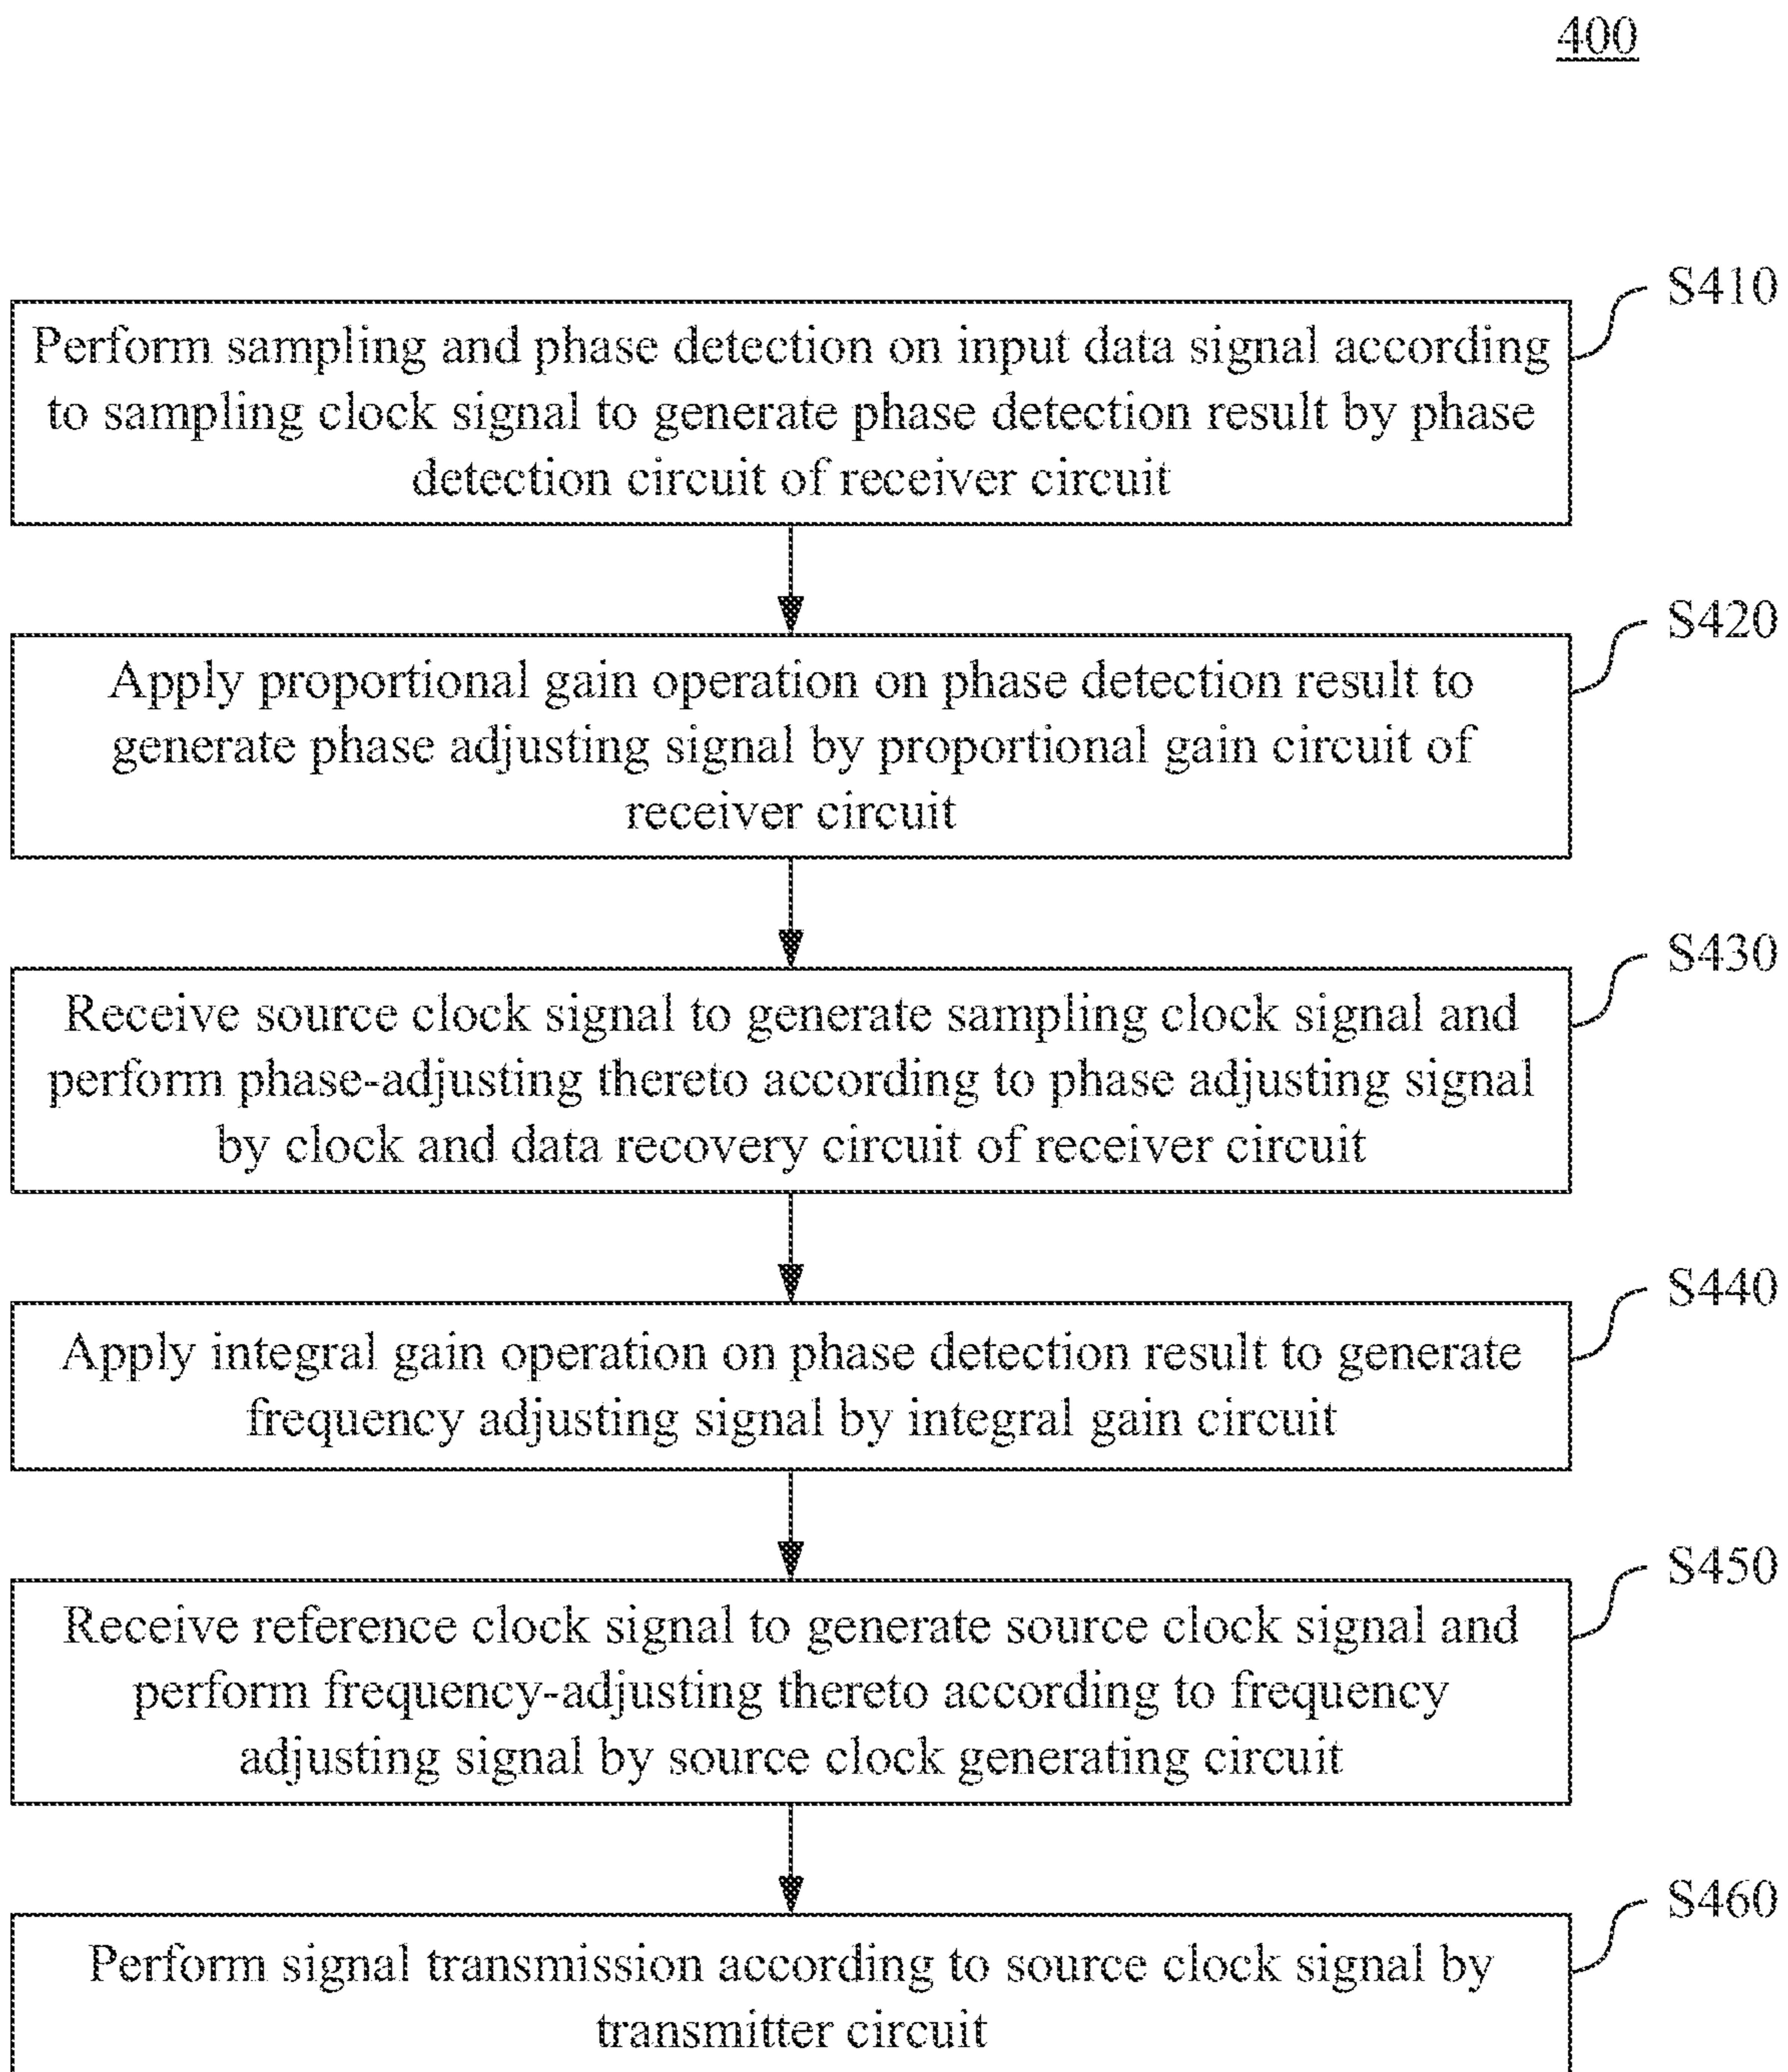 400
S410
Perform sampling and phase detection on input data signal according
to sampling clock signal to generate phase detection result by phase
detection circuit of receiver circuit
S420
Apply proportional gain operation on phase detection result to
generate phase adjusting signal by proportional gain circuit of
receiver circuit
S430
Receive source clock signal to generate sampling clock signal and
perform phase-adjusting thereto according to phase adjusting signal
by clock and data recovery circuit of receiver circuit
S440
Apply integral gain operation on phase detection result to generate
frequency adjusting signal by integral gain circuit
S450
Receive reference clock signal to generate source clock signal and
perform frequency-adjusting thereto according to frequency
adjusting signal by source clock generating circuit
S460
Perform signal transmission according to source clock signal by
transmitter circuit